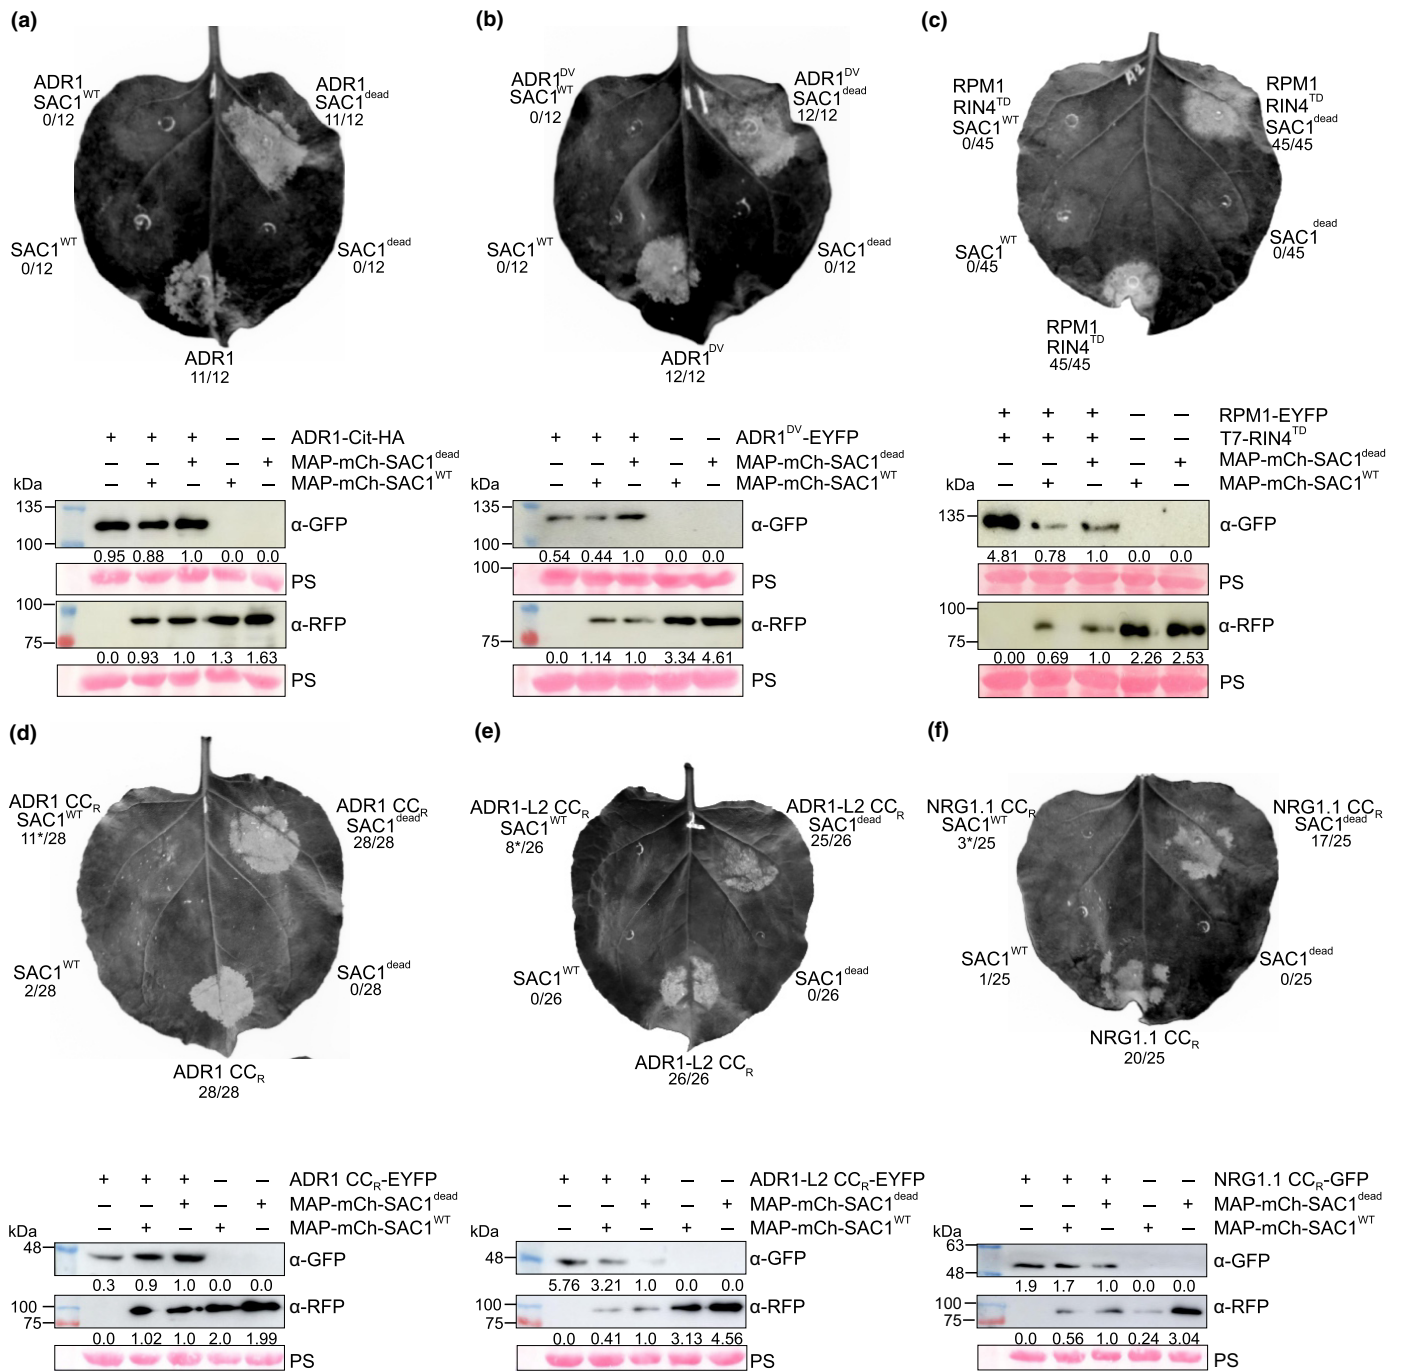 (a)
ADR1
SAC1WT
0/12
ADR1
SAC1dead
11/12
SAC1WT
0/12
SAC1dead
0/12
ADR1
11/12
+ + + – – ADR1-Cit-HA
– – + – + MAP-mCh-SAC1dead
– + – + – MAP-mCh-SAC1WT
kDa
135
100
α-GFP
0.95 0.88 1.0 0.0 0.0
PS
100
75
α-RFP
0.0 0.93 1.0 1.3 1.63
PS
(b)
ADR1DV
SAC1WT
0/12
ADR1DV
SAC1dead
12/12
SAC1WT
0/12
SAC1dead
0/12
ADR1DV
12/12
+ + + – – ADR1DV-EYFP
– – + – + MAP-mCh-SAC1dead
– + – + – MAP-mCh-SAC1WT
kDa
135
100
α-GFP
0.54 0.44 1.0 0.0 0.0
100
PS
75
α-RFP
0.0 1.14 1.0 3.34 4.61
PS
(c)
A2
RPM1
RIN4TD
SAC1WT
0/45
RPM1
RIN4TD
SAC1dead
45/45
SAC1WT
0/45
SAC1dead
0/45
RPM1
RIN4TD
45/45
+ + + – – RPM1-EYFP
+ + + – – T7-RIN4TD
– – + – + MAP-mCh-SAC1dead
– + – + – MAP-mCh-SAC1WT
kDa
135
α-GFP
4.81 0.78 1.0 0.0 0.0
PS
100
75
α-RFP
0.00 0.69 1.0 2.26 2.53
PS
(d)
ADR1 CCR
SAC1WT
11*/28
ADR1 CCR
SAC1dead
28/28
SAC1WT
2/28
SAC1dead
0/28
ADR1 CCR
28/28
+ + + – – ADR1 CCR-EYFP
– – + – + MAP-mCh-SAC1dead
– + – + – MAP-mCh-SAC1WT
kDa
48
α-GFP
0.3 0.9 1.0 0.0 0.0
100
75
α-RFP
0.0 1.02 1.0 2.0 1.99
PS
(e)
ADR1-L2 CCR
SAC1WT
8*/26
ADR1-L2 CCR
SAC1dead
25/26
SAC1WT
0/26
SAC1dead
0/26
ADR1-L2 CCR
26/26
+ + + – – ADR1-L2 CCR-EYFP
– – + – + MAP-mCh-SAC1dead
– + – + – MAP-mCh-SAC1WT
kDa
48
α-GFP
5.76 3.21 1.0 0.0 0.0
100
75
α-RFP
0.0 0.41 1.0 3.13 4.56
PS
(f)
NRG1.1 CCR
SAC1WT
3*/25
NRG1.1 CCR
SAC1dead
17/25
SAC1WT
1/25
SAC1dead
0/25
NRG1.1 CCR
20/25
+ + + – – NRG1.1 CCR-GFP
– – + – + MAP-mCh-SAC1dead
– + – + – MAP-mCh-SAC1WT
kDa
63
48
α-GFP
1.9 1.7 1.0 0.0 0.0
100
75
α-RFP
0.0 0.56 1.0 0.24 3.04
PS